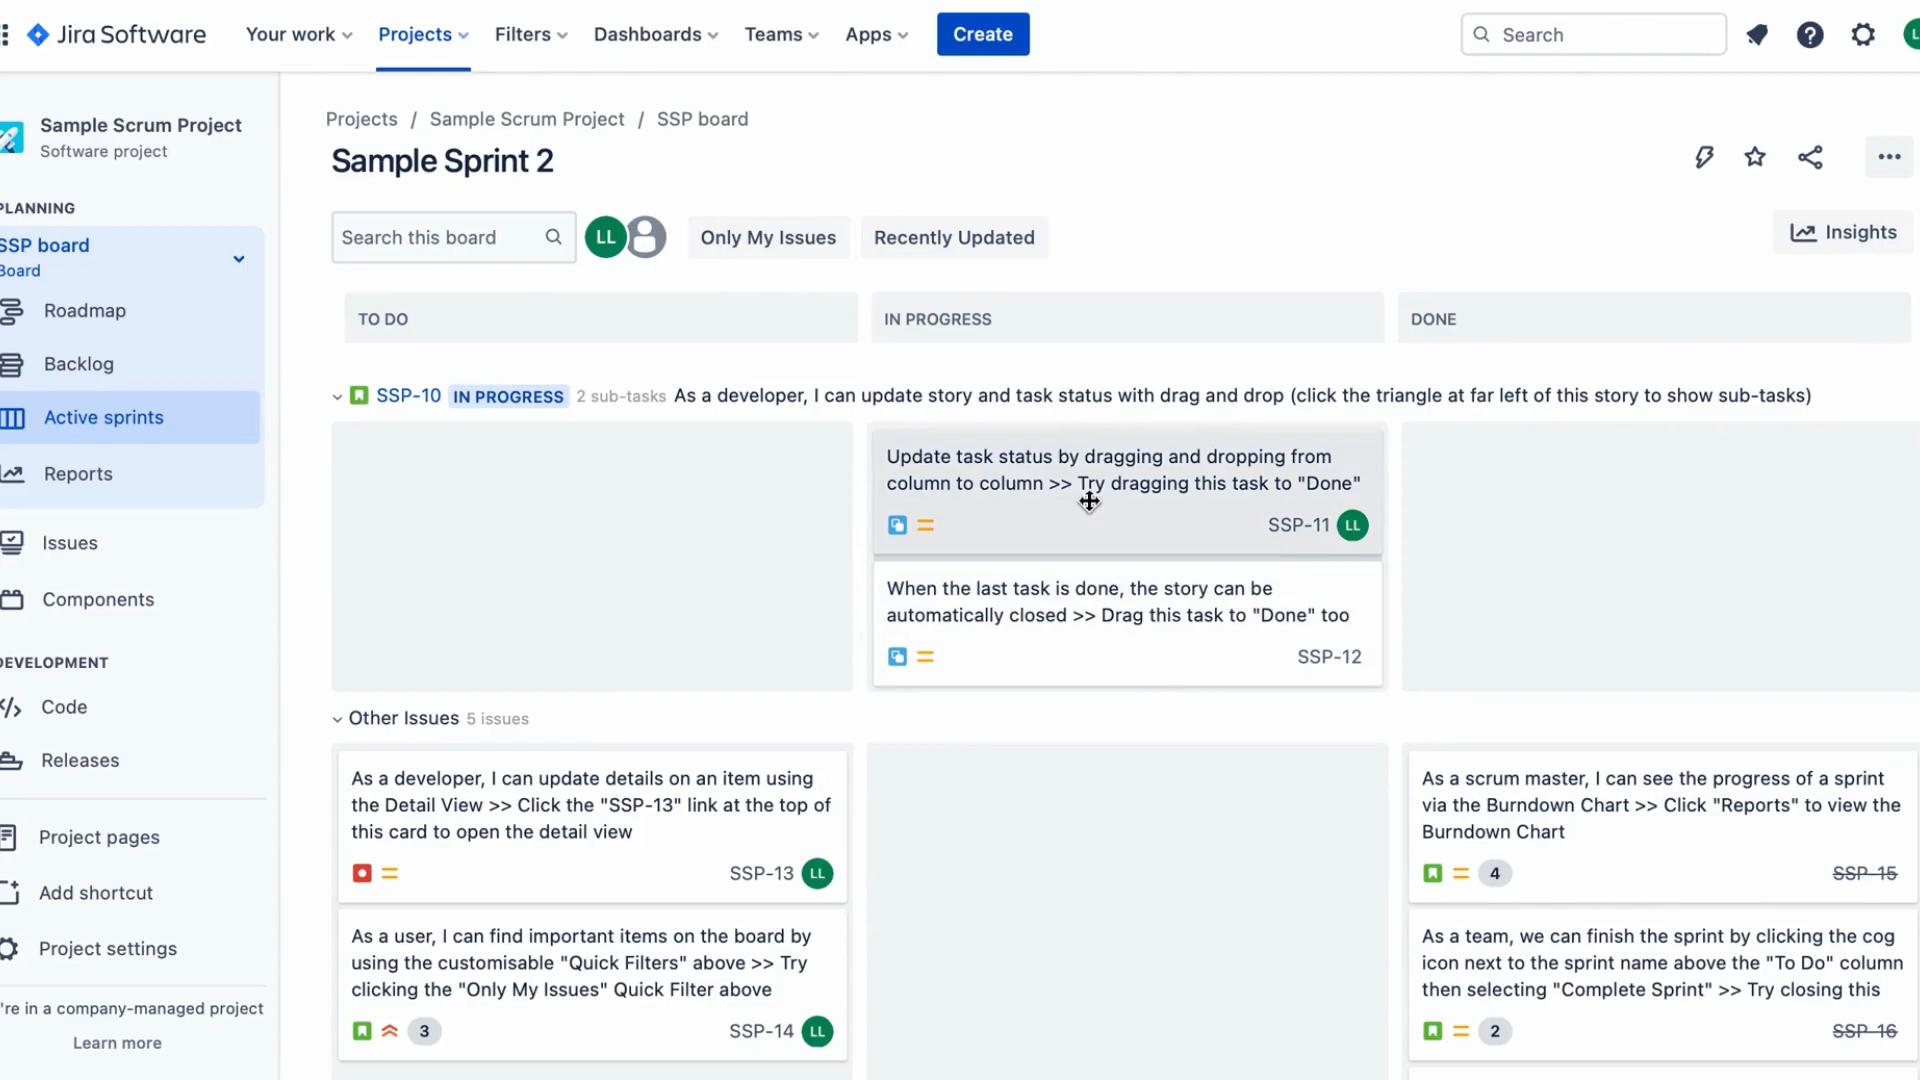 Jira Software
Your work
Projects
Filters
Dashboards
Teams
Apps
Create
Search
L
Sample Scrum Project
Software project
PLANNING
SSP board
Board
Roadmap
Backlog
Active sprints
Reports
Issues
Components
DEVELOPMENT
Code
Releases
Project pages
Add shortcut
Project settings
're in a company-managed project
Learn more
Projects / Sample Scrum Project / SSP board
Sample Sprint 2
Search this board
LL
Only My Issues
Recently Updated
Insights
TO DO
IN PROGRESS
DONE
SSP-10 IN PROGRESS 2 sub-tasks As a developer, I can update story and task status with drag and drop (click the triangle at far left of this story to show sub-tasks)
Update task status by dragging and dropping from
column to column >> Try dragging this task to "Done"
SSP-11 LL
When the last task is done, the story can be
automatically closed >> Drag this task to "Done" too
SSP-12
Other Issues 5 issues
As a developer, I can update details on an item using
the Detail View >> Click the "SSP-13" link at the top of
this card to open the detail view
SSP-13 LL
As a user, I can find important items on the board by
using the customisable "Quick Filters" above >> Try
clicking the "Only My Issues" Quick Filter above
3 SSP-14 LL
As a scrum master, I can see the progress of a sprint
via the Burndown Chart >> Click "Reports" to view the
Burndown Chart
4 SSP-15
As a team, we can finish the sprint by clicking the cog
icon next to the sprint name above the "To Do" column
then selecting "Complete Sprint" >> Try closing this
2 SSP-16